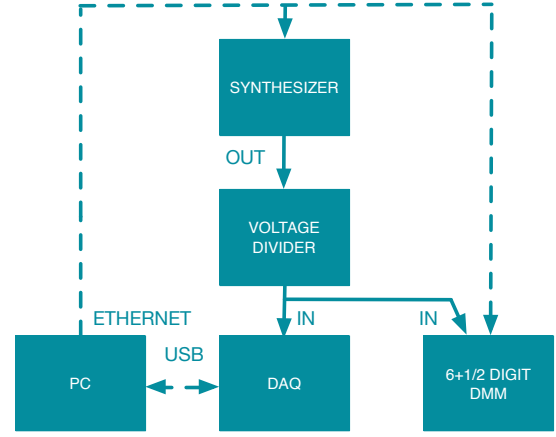 SYNTHESIZER
OUT
VOLTAGE
DIVIDER
ETHERNET
IN
IN
USB
PC
DAQ
6+1/2 DIGIT
DMM